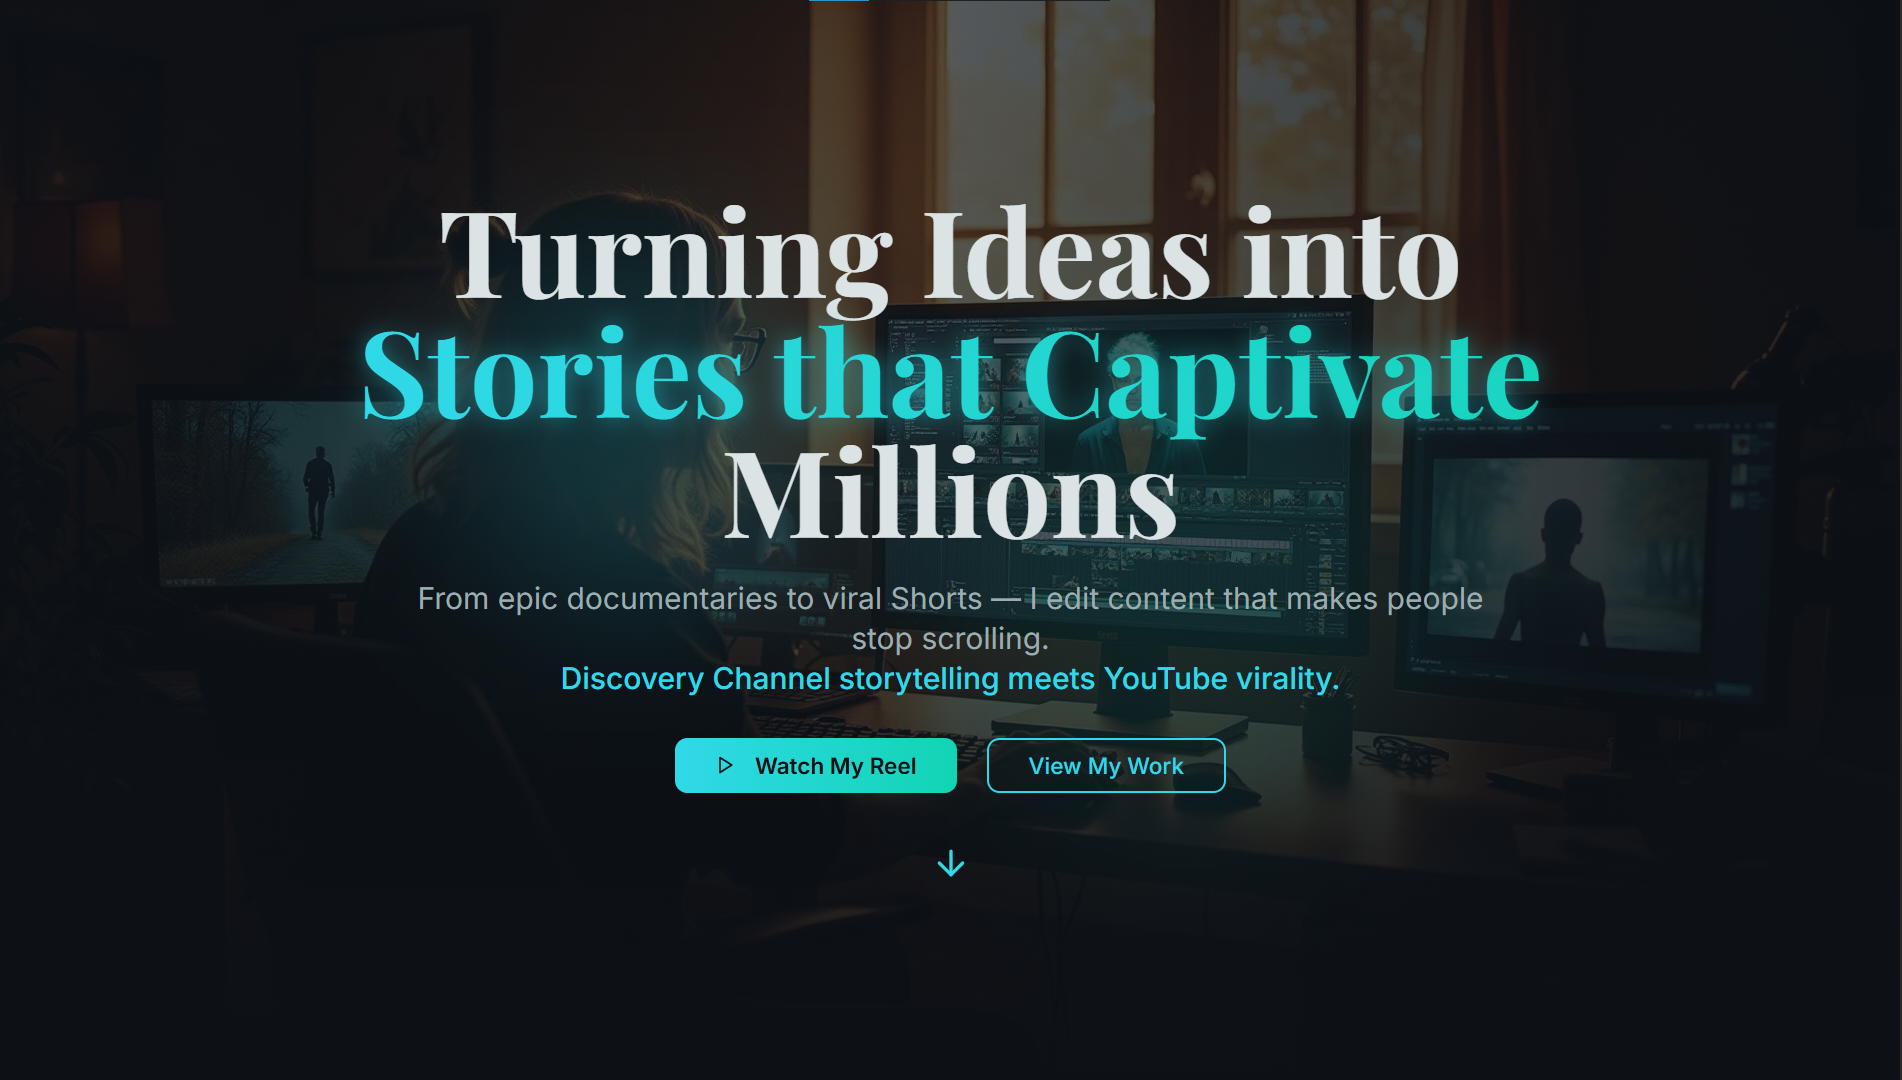 Turning Ideas into
Stories that Captivate
Millions
From epic documentaries to viral Shorts — I edit content that makes people
stop scrolling.
Discovery Channel storytelling meets YouTube virality.
Watch My Reel
View My Work